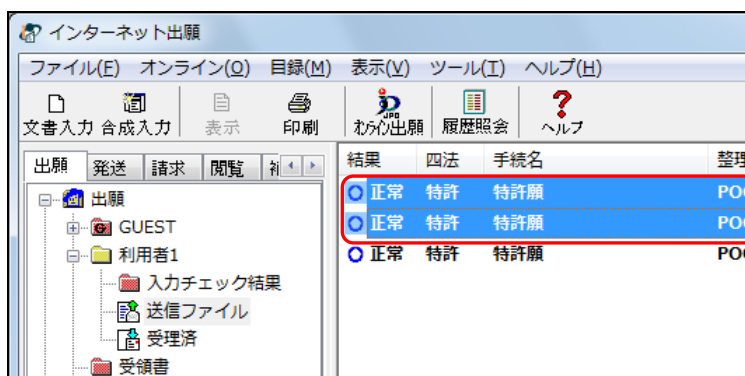 インターネット出願
ファイル(F) オンライン(O) 目録(M) 表示(V) ツール(T) ヘルプ(H)
文書入力 合成入力 表示 印刷 オンライン出願 履歴照会 ヘルプ
出願 発送 請求 閲覧
結果 四法 手続名 整理
正常 特許 特許願 POC
正常 特許 特許願 POC
正常 特許 特許願 POC
出願
GUEST
利用者1
入力チェック結果
送信ファイル
受理済
受領書